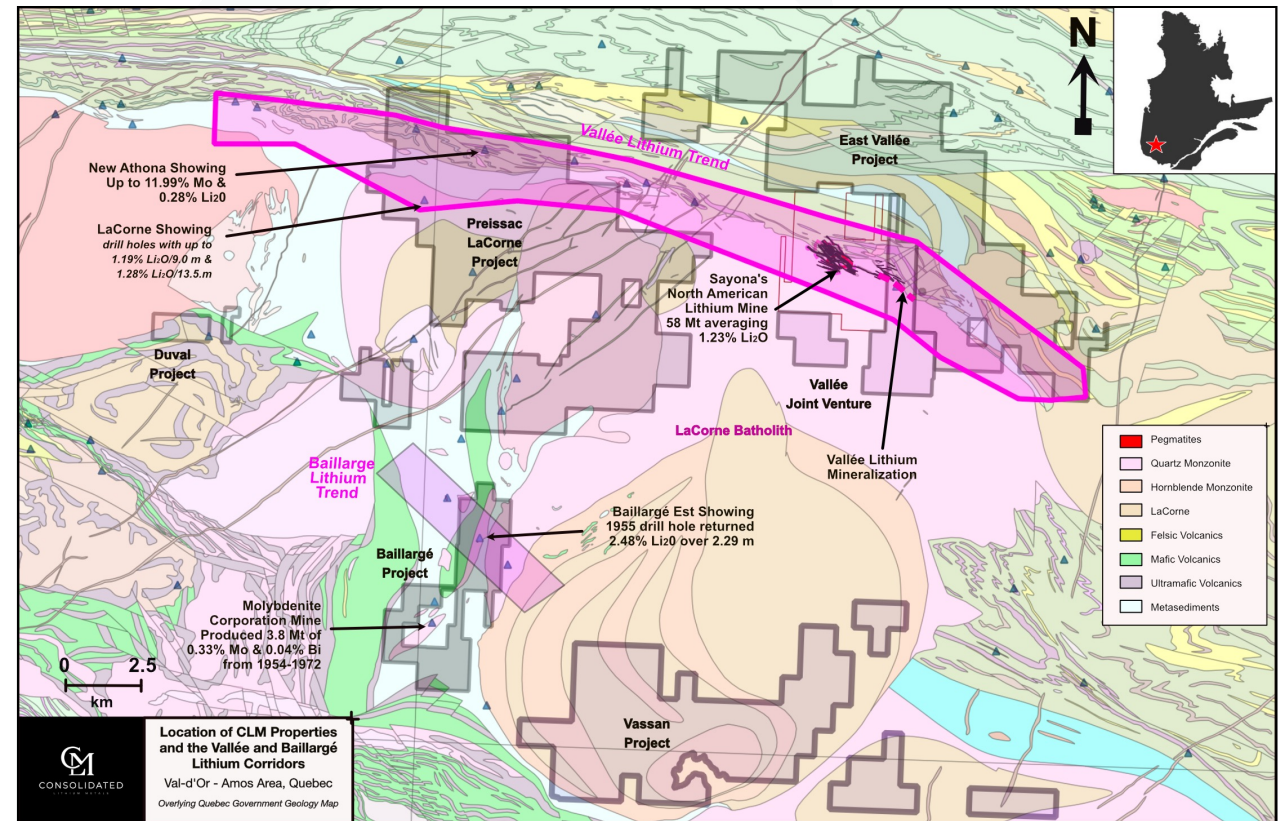 N
Vallée Lithium Trend
East Vallée
Project
New Athona Showing
Up to 11.99% Mo &
0.28% Li20
LaCorne Showing
drill holes with up to
1.19% Li₂O/9.0 m &
1.28% Li₂O/13.5m
Preissac
LaCorne
Project
Sayona's
North American
Lithium Mine
58 Mt averaging
1.23% Li₂O
Duval
Project
Vallée
Joint Venture
LaCorne Batholith
Vallée Lithium
Mineralization
Baillarge
Lithium
Trend
Baillargé Est Showing
1955 drill hole returned
2.48% Li20 over 2.29 m
Baillargé
Project
Molybdenite
Corporation Mine
Produced 3.8 Mt of
0.33% Mo & 0.04% Bi
from 1954-1972
Vassan
Project
Pegmatites
Quartz Monzonite
Hornblende Monzonite
LaCorne
Felsic Volcanics
Mafic Volcanics
Ultramafic Volcanics
Metasediments
0 2.5
km
CLM
CONSOLIDATED
LITHIUM METALS
Location of CLM Properties
and the Vallée and Baillargé
Lithium Corridors
Val-d'Or - Amos Area, Quebec
Overlying Quebec Government Geology Map